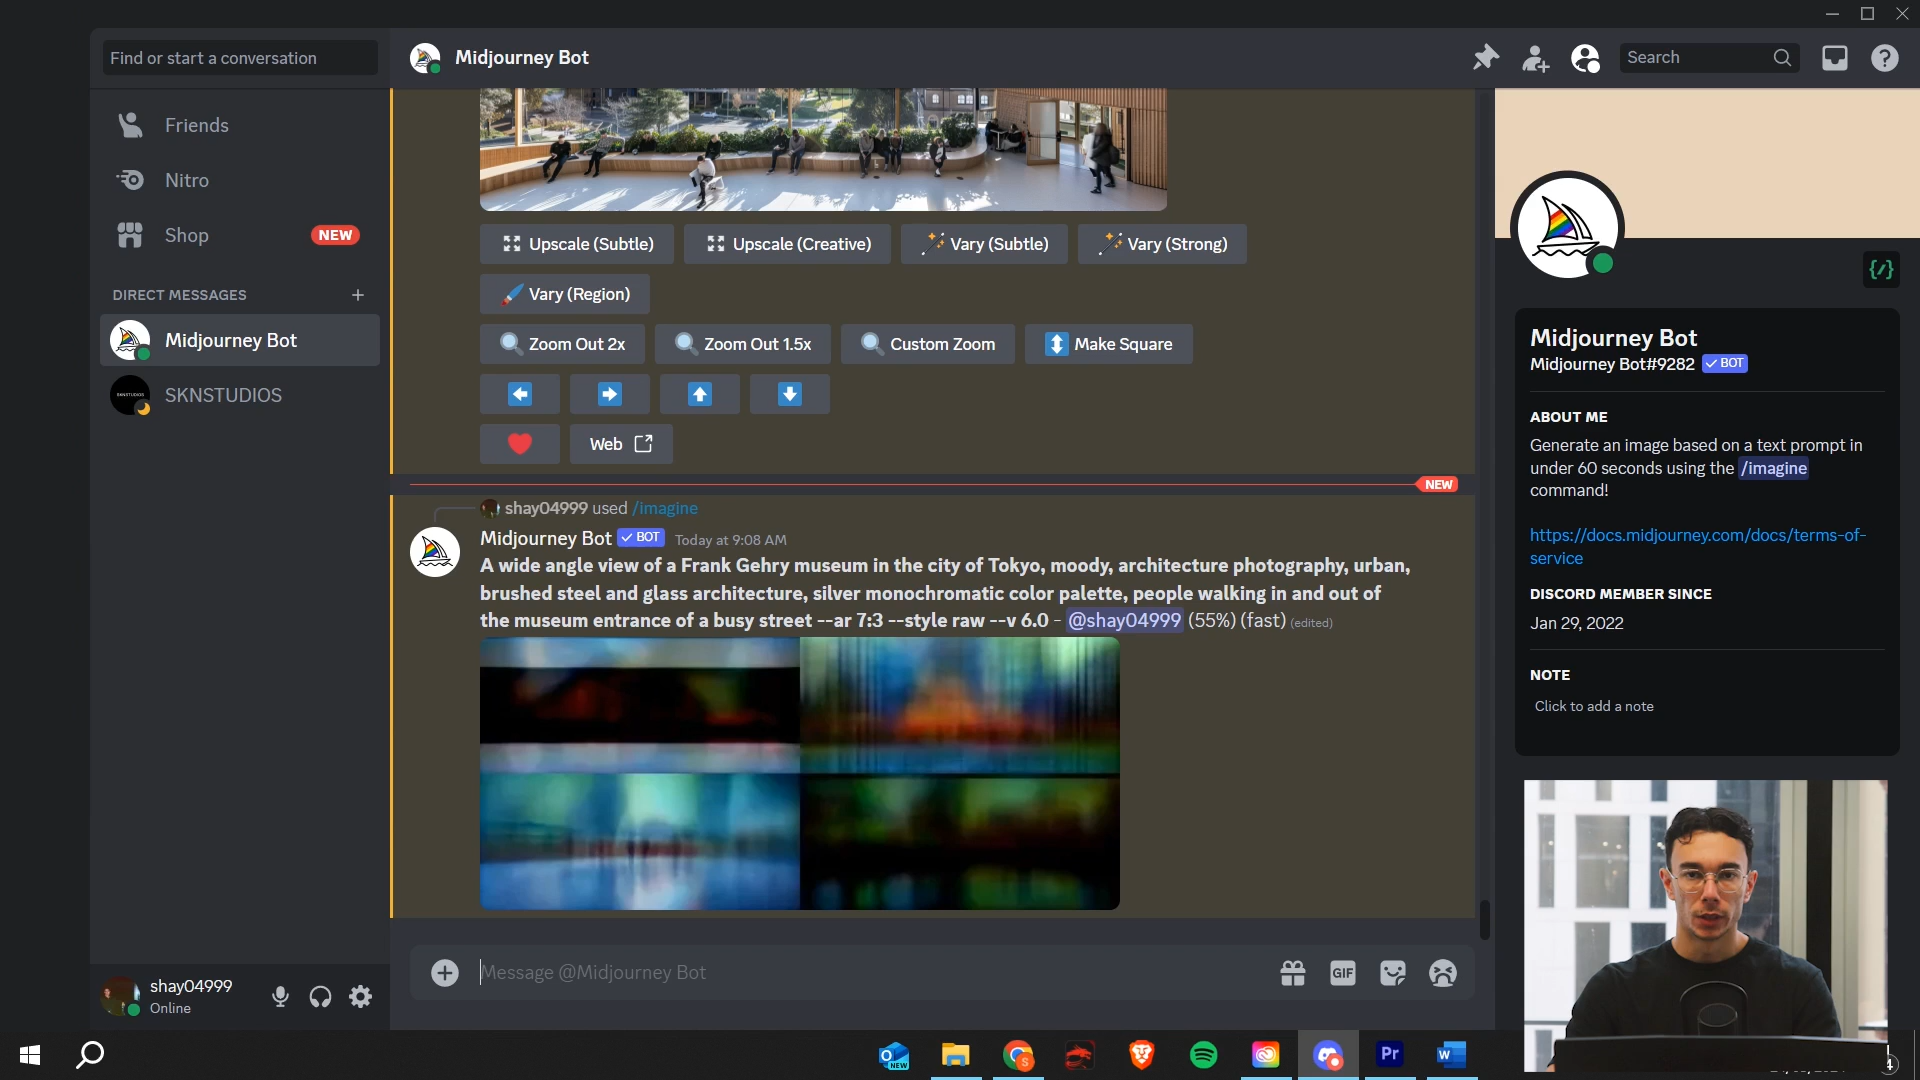 Find or start a conversation
Midjourney Bot
Search
Friends
Nitro
Shop
NEW
DIRECT MESSAGES
Midjourney Bot
SKNSTUDIOS
Upscale (Subtle)
Upscale (Creative)
Vary (Subtle)
Vary (Strong)
Vary (Region)
Zoom Out 2x
Zoom Out 1.5x
Custom Zoom
Make Square
Web
NEW
shay04999 used /imagine
Midjourney Bot BOT Today at 9:08 AM
A wide angle view of a Frank Gehry museum in the city of Tokyo, moody, architecture photography, urban,
brushed steel and glass architecture, silver monochromatic color palette, people walking in and out of
the museum entrance of a busy street --ar 7:3 --style raw --v 6.0 - @shay04999 (55%) (fast) (edited)
Message @Midjourney Bot
GIF
shay04999
Online
Midjourney Bot
Midjourney Bot#9282 BOT
ABOUT ME
Generate an image based on a text prompt in
under 60 seconds using the /imagine
command!
https://docs.midjourney.com/docs/terms-of-
service
DISCORD MEMBER SINCE
Jan 29, 2022
NOTE
Click to add a note
NEW
Pr